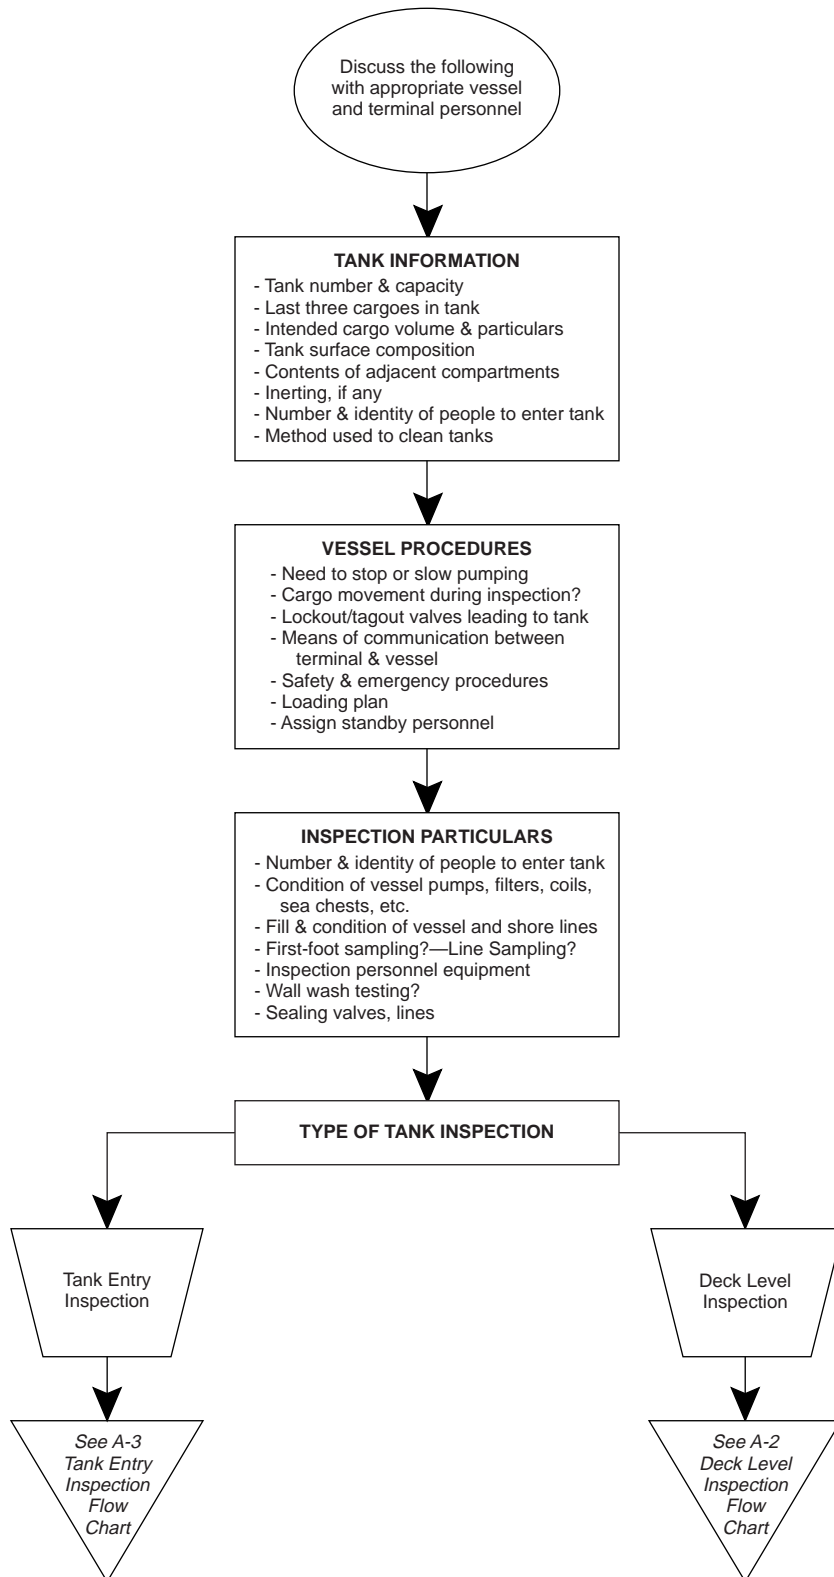 Discuss the following
with appropriate vessel
and terminal personnel
TANK INFORMATION
- Tank number & capacity
- Last three cargoes in tank
- Intended cargo volume & particulars
- Tank surface composition
- Contents of adjacent compartments
- Inerting, if any
- Number & identity of people to enter tank
- Method used to clean tanks
VESSEL PROCEDURES
- Need to stop or slow pumping
- Cargo movement during inspection?
- Lockout/tagout valves leading to tank
- Means of communication between
terminal & vessel
- Safety & emergency procedures
- Loading plan
- Assign standby personnel
INSPECTION PARTICULARS
- Number & identity of people to enter tank
- Condition of vessel pumps, filters, coils,
sea chests, etc.
- Fill & condition of vessel and shore lines
- First-foot sampling?—Line Sampling?
- Inspection personnel equipment
- Wall wash testing?
- Sealing valves, lines
TYPE OF TANK INSPECTION
Tank Entry
Inspection
Deck Level
Inspection
See A-3
Tank Entry
Inspection
Flow
Chart
See A-2
Deck Level
Inspection
Flow
Chart